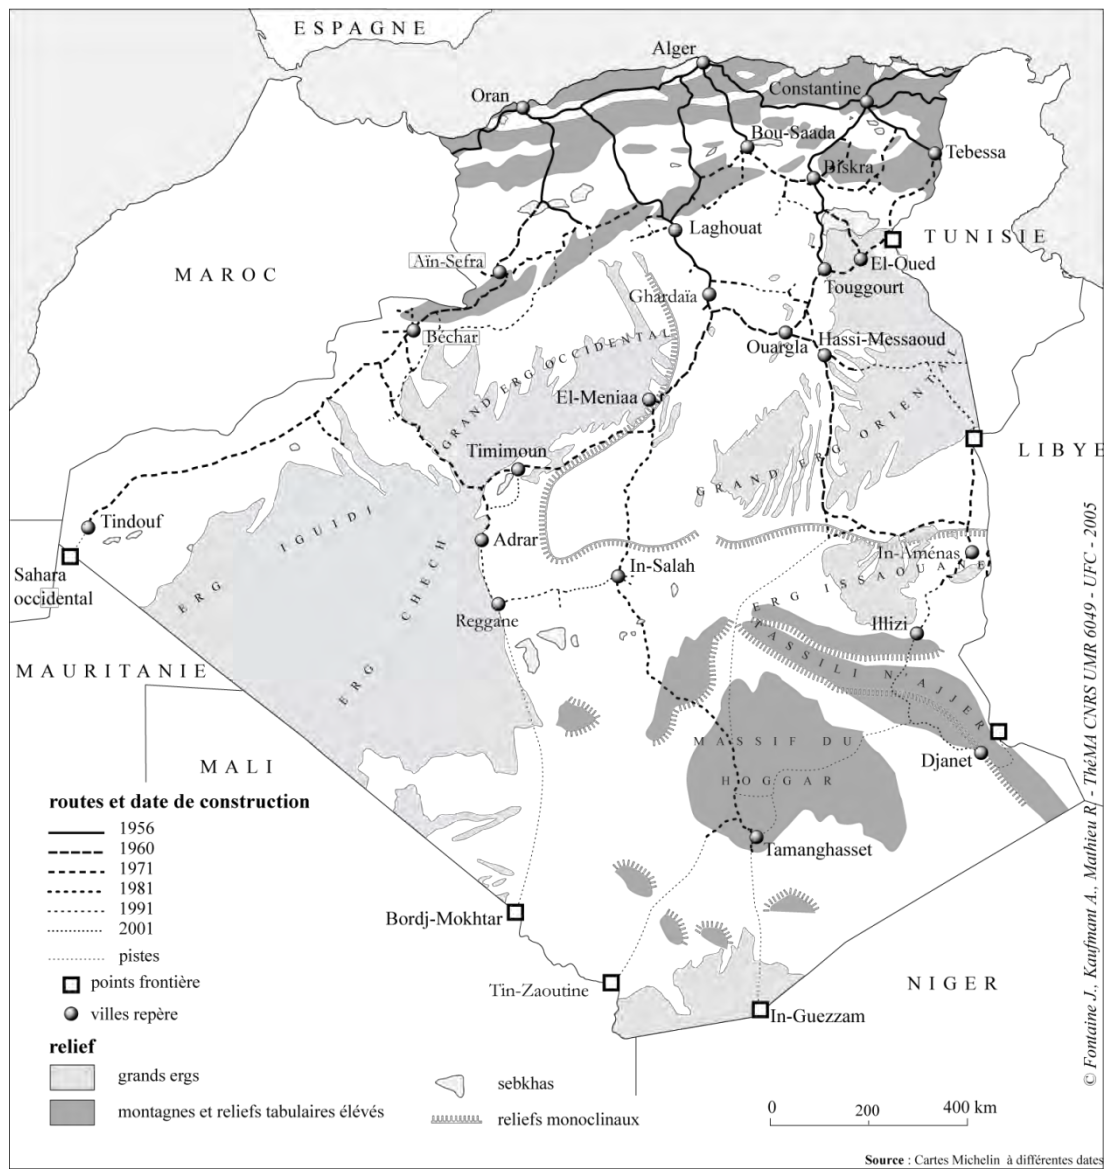 ESPAGNE
Alger
Oran
Constantine
Bou-Saada
Biskra
Tebessa
Laghouat
TUNISIE
MAROC
Aïn-Sefra
El-Oued
Touggourt
Ghardaïa
Béchar
Ouargla
Hassi-Messaoud
GRAND ERG OCCIDENTAL
El-Meniaa
GRAND ERG ORIENTAL
LIBYE
Timimoun
Tindouf
ERG IGUIDI
Adrar
ERG CHECH
In-Salah
In-Aménas
Sahara
occidental
ERG ISSAOUANE
Reggane
Illizi
MAURITANIE
TASSILI N AJJER
MASSIF DU
HOGGAR
Djanet
MALI
Tamanghasset
Bordj-Mokhtar
Tin-Zaoutine
In-Guezzam
NIGER
routes et date de construction
1956
1960
1971
1981
1991
2001
pistes
points frontière
villes repère
relief
grands ergs
montagnes et reliefs tabulaires élévés
sebkhas
reliefs monoclinaux
0 200 400 km
© Fontaine J., Kaufmant A., Mathieu R. - ThéMA CNRS UMR 6049 - UFC - 2005
Source : Cartes Michelin à différentes dates